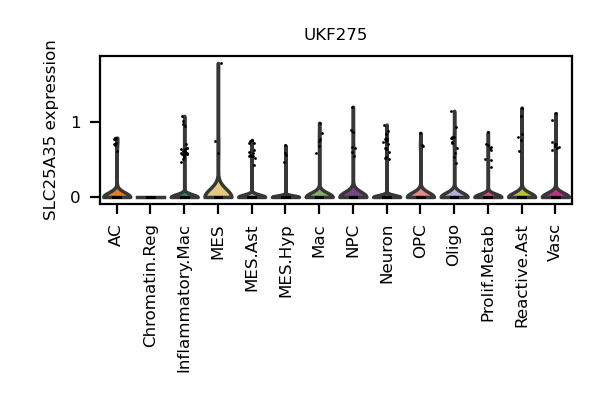 UKF275
SLC25A35 expression
1
0
AC
Chromatin.Reg
Inflammatory.Mac
MES
MES.Ast
MES.Hyp
Mac
NPC
Neuron
OPC
Oligo
Prolif.Metab
Reactive.Ast
Vasc